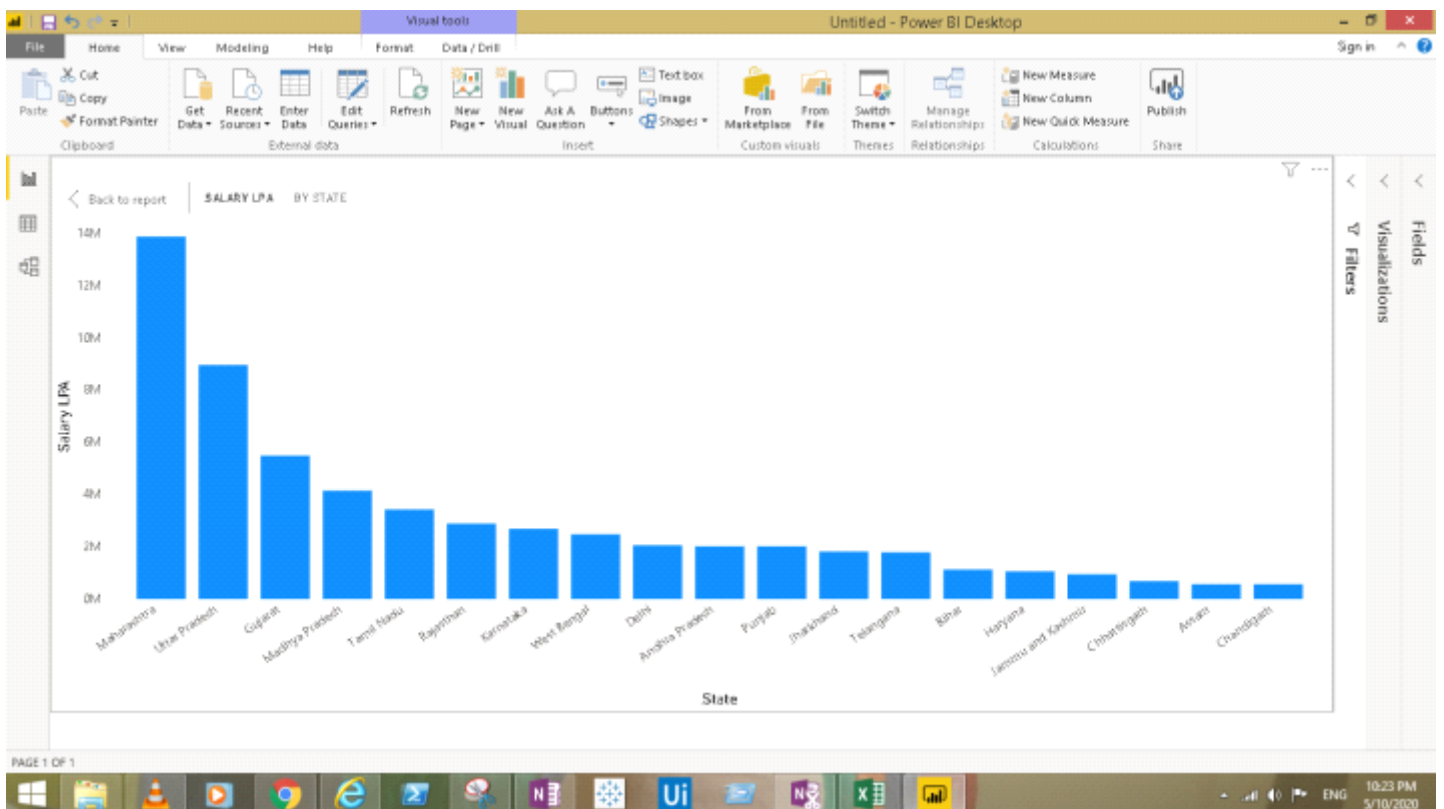 Visual tools
Untitled - Power BI Desktop
File Home View Modeling Help Format Data / Drill Sign in
Paste
Cut
Copy
Format Painter
Clipboard
Get Data
Recent Sources
Enter Data
Edit Queries
External data
Refresh
New Page
New Visual
Ask A Question
Buttons
Text box
Image
Shapes
Insert
From Marketplace
From File
Custom visuals
Switch Theme
Themes
Manage Relationships
Relationships
New Measure
New Column
New Quick Measure
Calculations
Publish
Share
Back to report
SALARY LPA BY STATE
14M
12M
10M
8M
6M
4M
2M
0M
Salary LPA
Maharashtra
Uttar Pradesh
Gujarat
Madhya Pradesh
Tamil Nadu
Rajasthan
Karnataka
West Bengal
Delhi
Andhra Pradesh
Punjab
Jharkhand
Telangana
Bihar
Haryana
Jammu and Kashmir
Chhattisgarh
Assam
Chandigarh
State
Filters
Visualizations
Fields
PAGE 1 OF 1
Ui
ENG
10:23 PM
5/10/2020